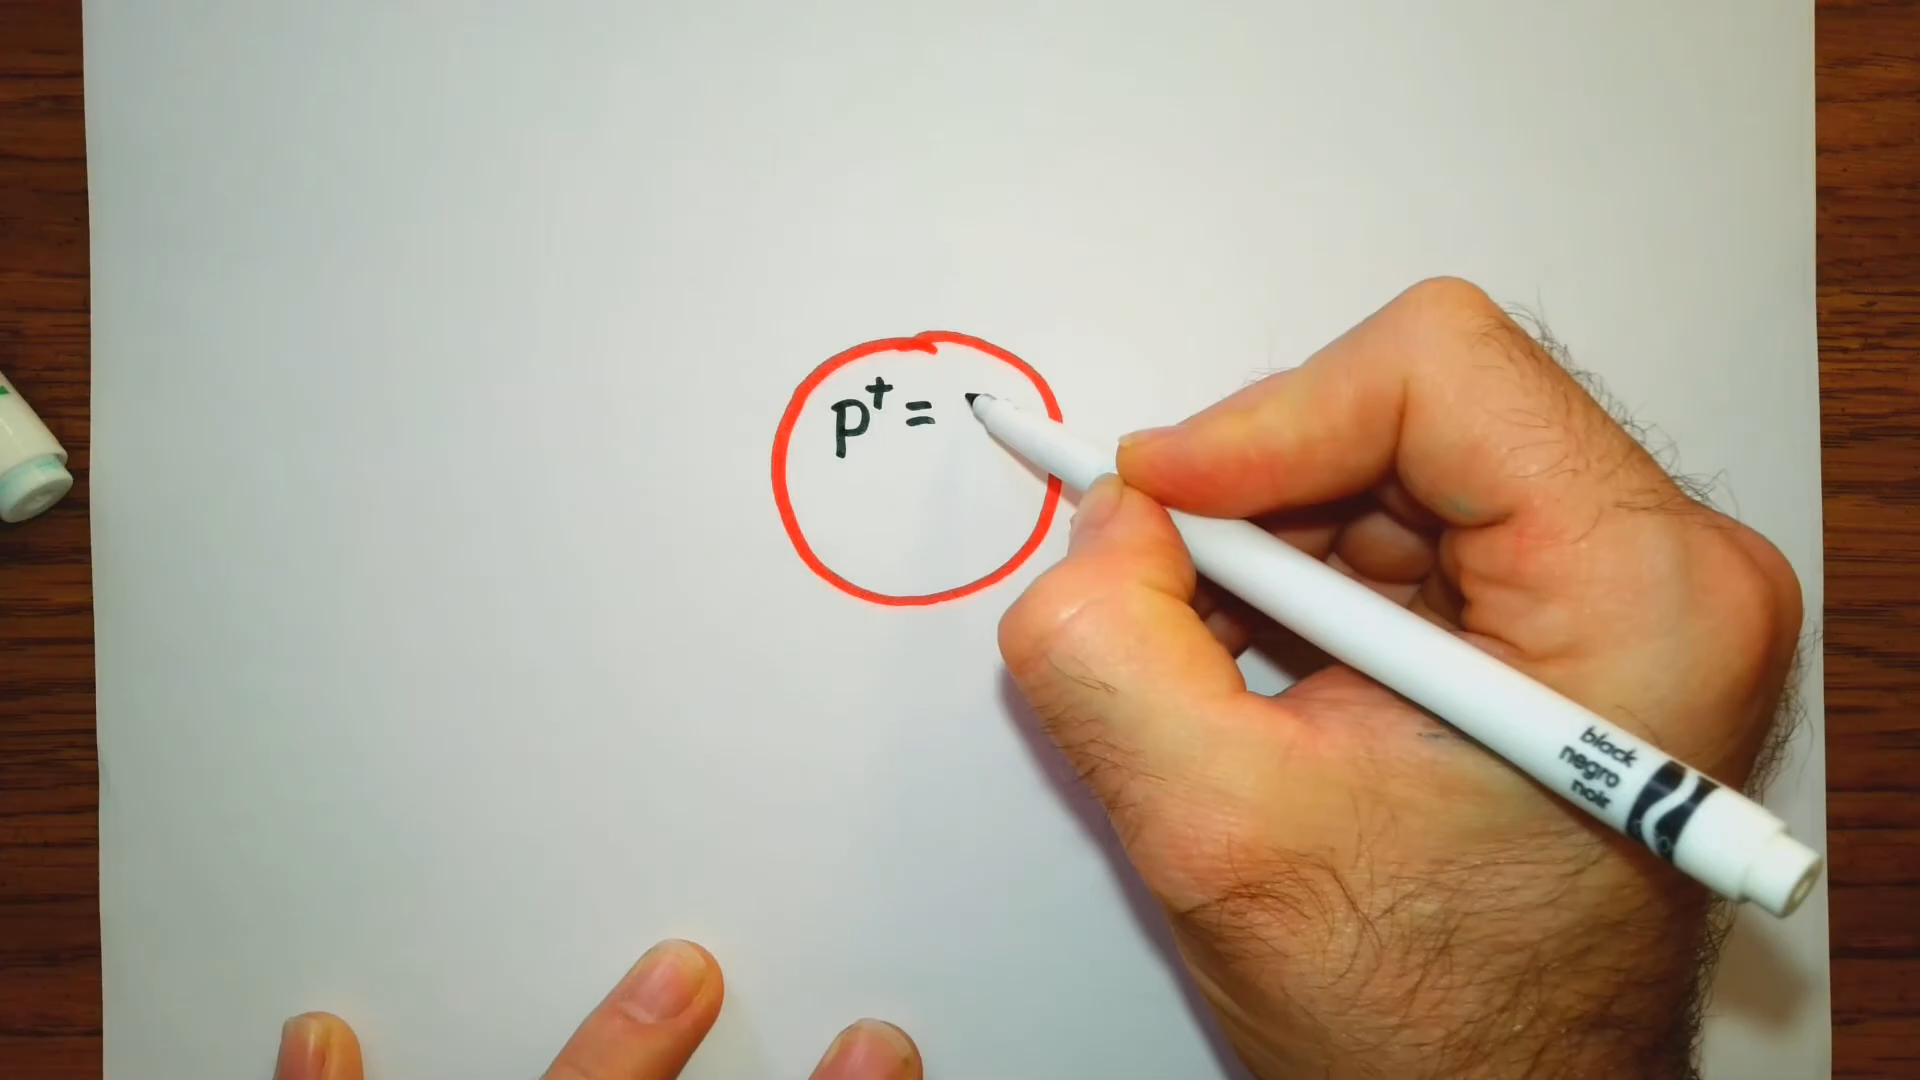 p⁺ =
black
negro
noir